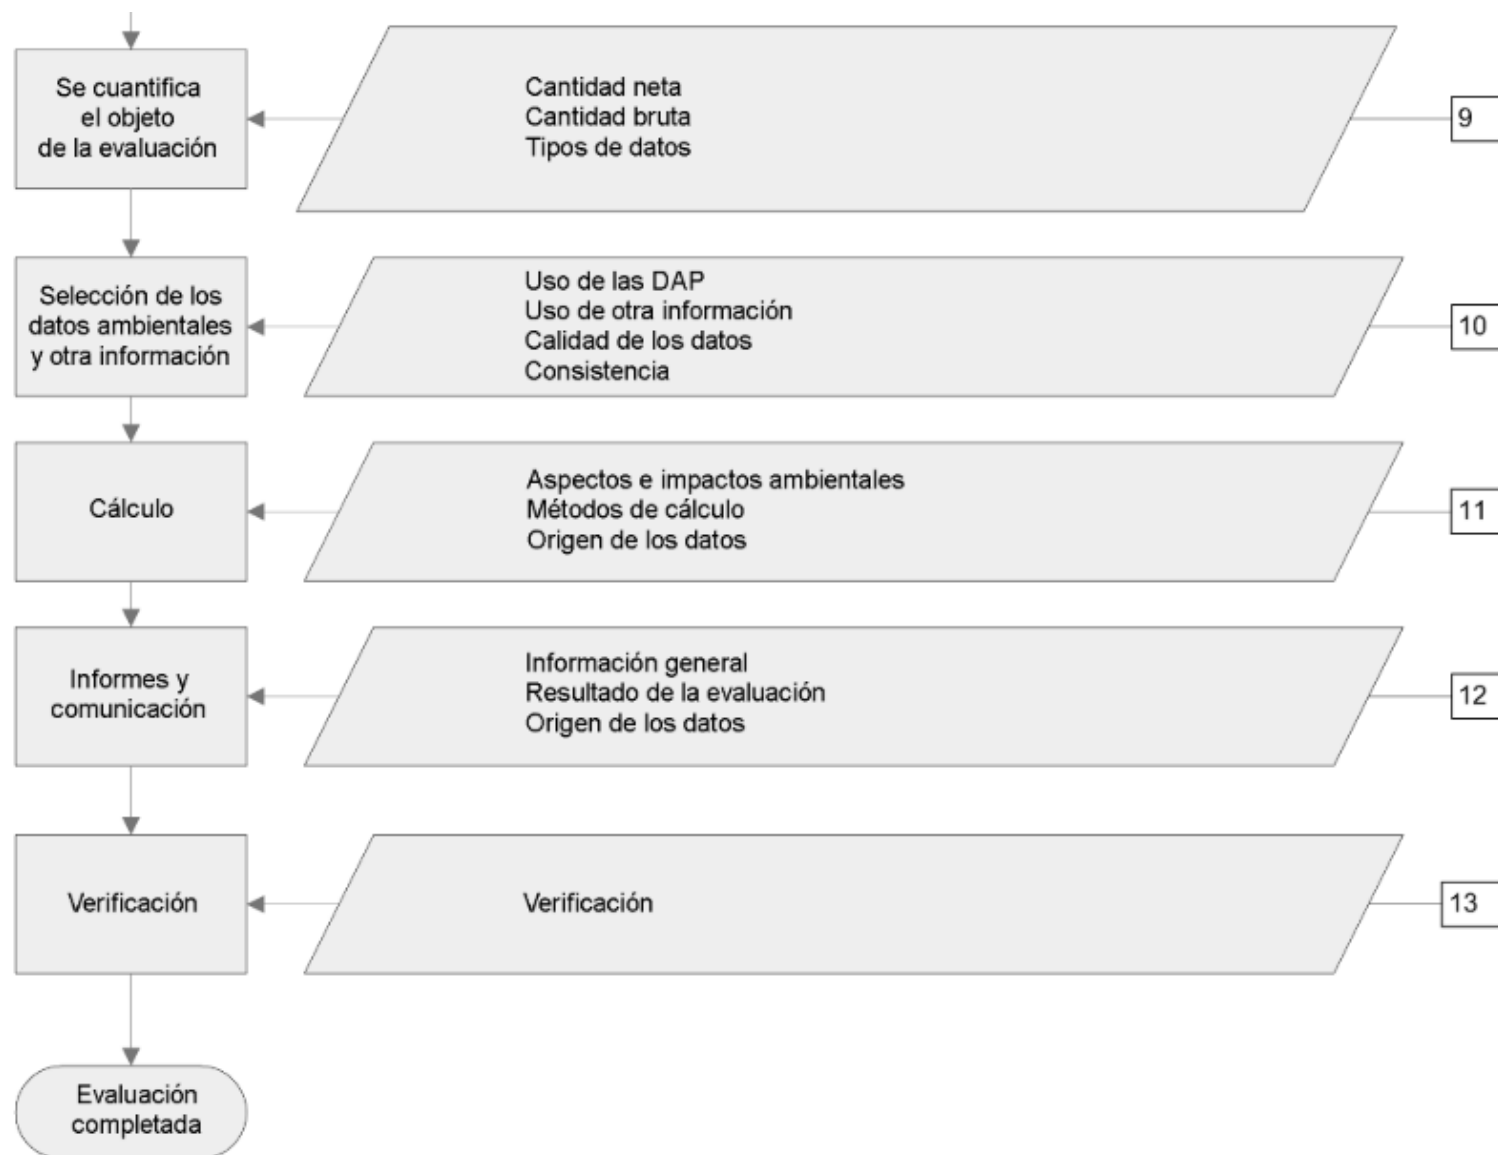 Se cuantifica
el objeto
de la evaluación
Cantidad neta
Cantidad bruta
Tipos de datos
9
Selección de los
datos ambientales
y otra información
Uso de las DAP
Uso de otra información
Calidad de los datos
Consistencia
10
Cálculo
Aspectos e impactos ambientales
Métodos de cálculo
Origen de los datos
11
Informes y
comunicación
Información general
Resultado de la evaluación
Origen de los datos
12
Verificación
Verificación
13
Evaluación
completada